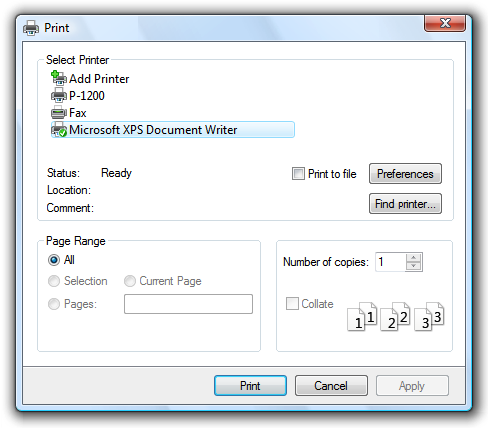 Print
Select Printer
Add Printer
P-1200
Fax
Microsoft XPS Document Writer
Status: Ready
Print to file
Preferences
Location:
Comment:
Find printer...
Page Range
All
Selection
Current Page
Pages:
Number of copies: 1
Collate
1 1 2 2 3 3
Print
Cancel
Apply